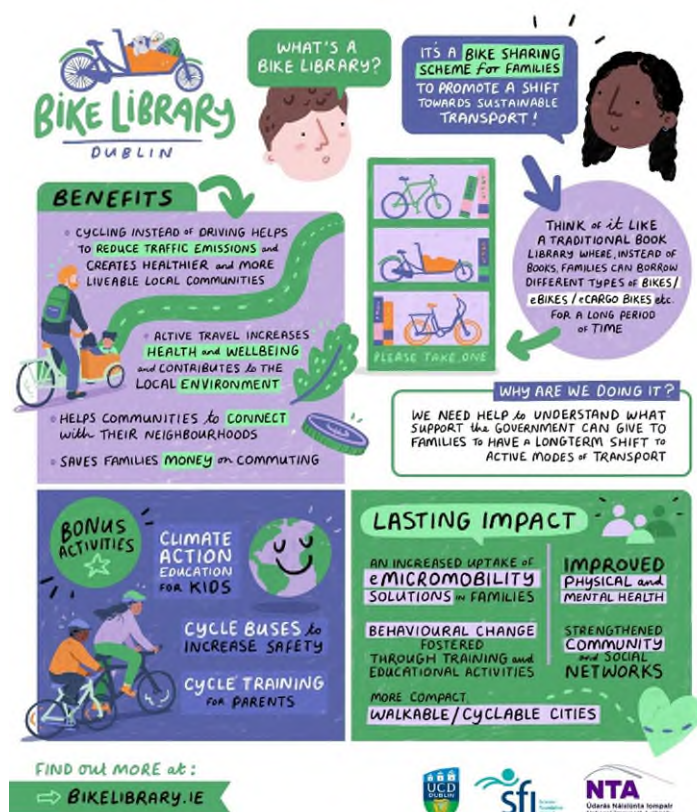 BIKE LIBRARY
DUBLIN
WHAT'S A
BIKE LIBRARY?
IT'S A BIKE SHARING
SCHEME for FAMILIES
TO PROMOTE A SHIFT
TOWARDS SUSTAINABLE
TRANSPORT!
BENEFITS
CYCLING INSTEAD OF DRIVING HELPS
TO REDUCE TRAFFIC EMISSIONS and
CREATES HEALTHIER and MORE
LIVEABLE LOCAL COMMUNITIES
ACTIVE TRAVEL INCREASES
HEALTH and WELLBEING
and CONTRIBUTES to THE
LOCAL ENVIRONMENT
HELPS COMMUNITIES to CONNECT
with THEIR NEIGHBOURHOODS
SAVES FAMILIES MONEY on COMMUTING
PLEASE TAKE ONE
THINK of it LIKE
A TRADITIONAL BOOK
LIBRARY WHERE, INSTEAD OF
BOOKS, FAMILIES CAN BORROW
DIFFERENT TYPES of BIKES/
eBIKES/eCARGO BIKES etc.
FOR A LONG PERIOD
of TIME
WHY ARE WE DOING IT?
WE NEED HELP to UNDERSTAND WHAT
SUPPORT the GOVERNMENT CAN GIVE TO
FAMILIES TO HAVE A LONGTERM SHIFT to
ACTIVE MODES of TRANSPORT
BONUS
ACTIVITIES
CLIMATE
ACTION
EDUCATION
FOR KIDS
CYCLE BUSES to
INCREASE SAFETY
CYCLE TRAINING
for PARENTS
LASTING IMPACT
AN INCREASED UPTAKE of
eMICROMOBILITY
SOLUTIONS in FAMILIES
BEHAVIOURAL CHANGE
FOSTERED
THROUGH TRAINING and
EDUCATIONAL ACTIVITIES
MORE COMPACT,
WALKABLE/CYCLABLE CITIES
IMPROVED
PHYSICAL and
MENTAL HEALTH
STRENGTHENED
COMMUNITY
and SOCIAL
NETWORKS
FIND out MORE at:
BIKELIBRARY.IE
UCD
DUBLIN
sfi
NTA
Údarás Náisiúnta Iompair